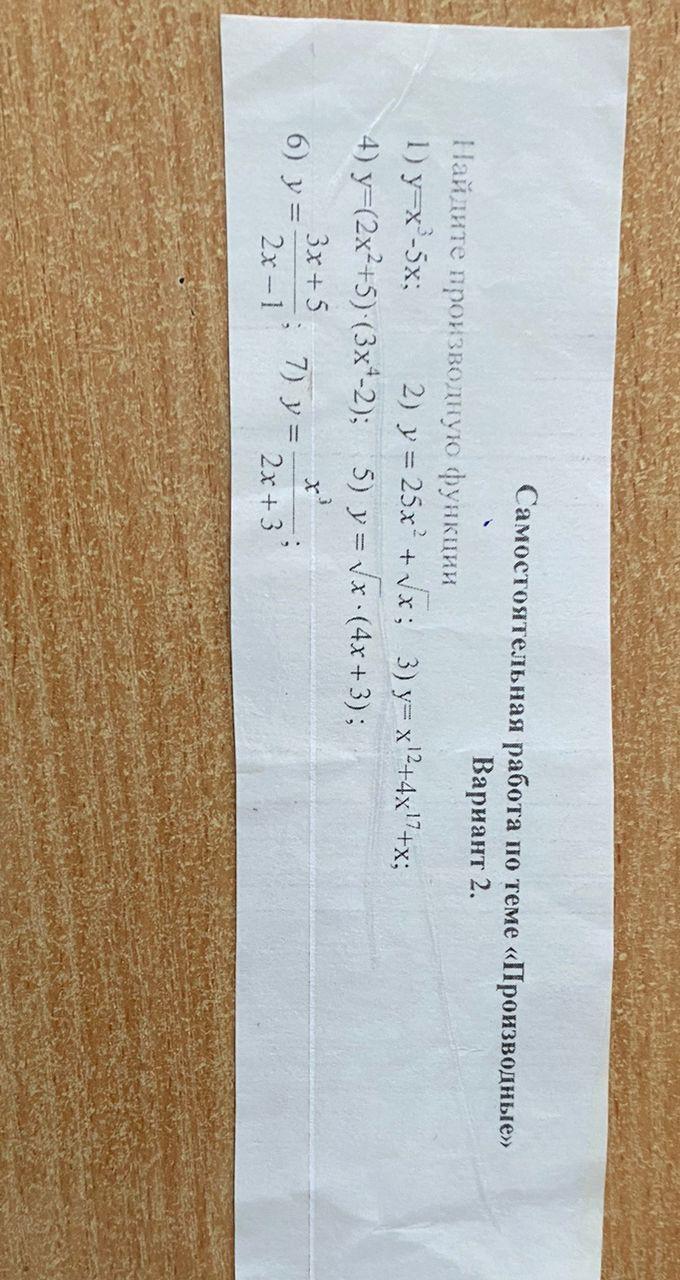 Самостоятельная работа по теме «Производные»
Вариант 2.
Найдите производную функции
1) y=x³-5x; 2) y = 25x² + √x; 3) y= x¹²+4x¹⁷+x;
4) y=(2x²+5)·(3x⁴-2); 5) y = √x · (4x + 3);
6) y = (3x + 5)/(2x − 1); 7) y = x³/(2x + 3);